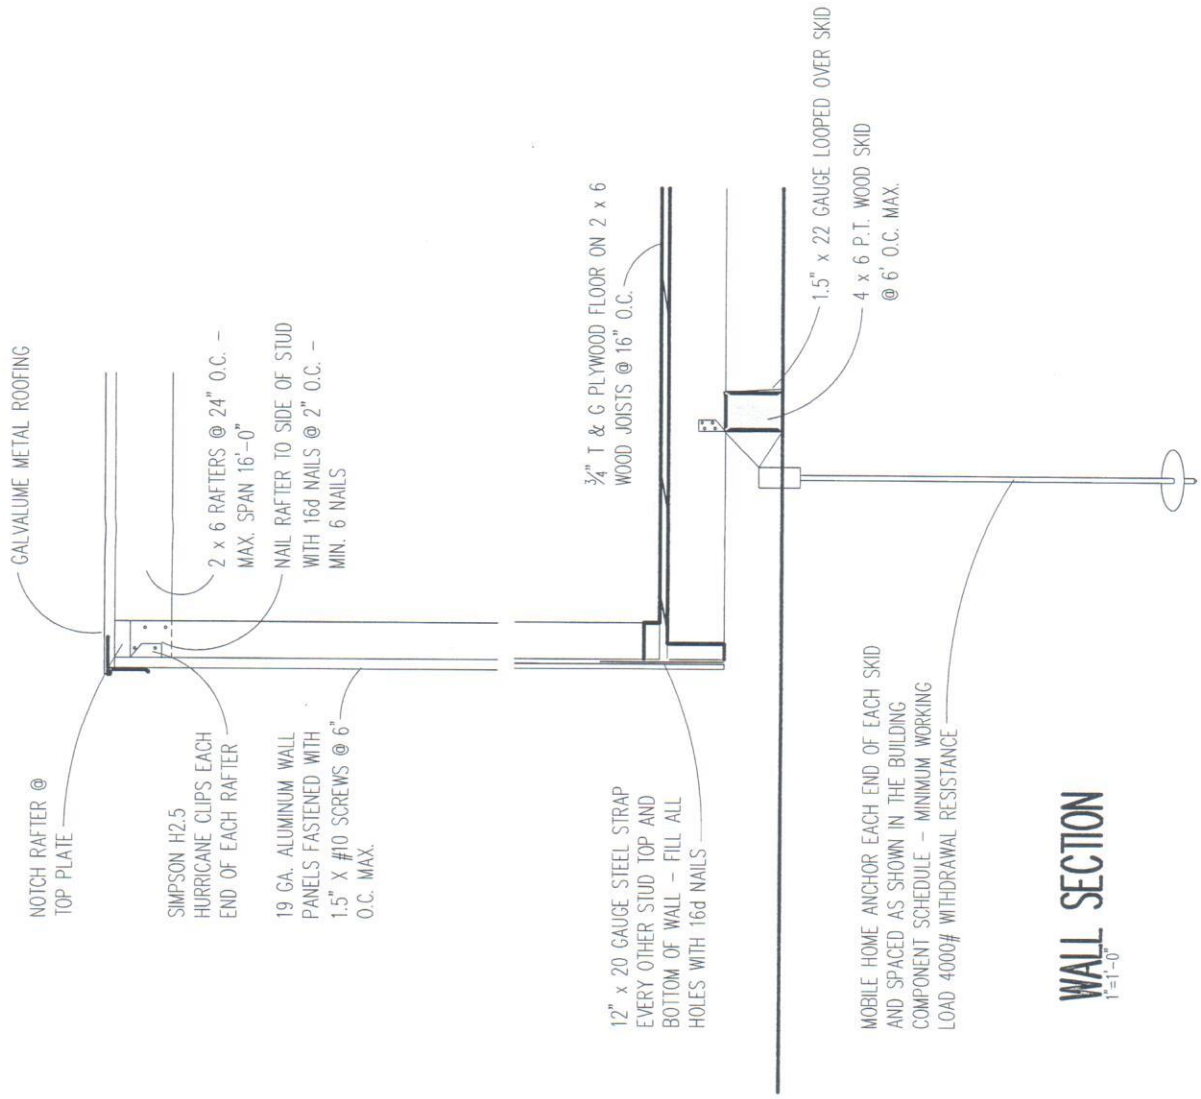 GALVALUME METAL ROOFING
2 x 6 RAFTERS @ 24" O.C. -
MAX. SPAN 16'-0"
NAIL RAFTER TO SIDE OF STUD
WITH 16d NAILS @ 2" O.C. -
MIN. 6 NAILS
3/4" T & G PLYWOOD FLOOR ON 2 x 6
WOOD JOISTS @ 16" O.C.
1.5" x 22 GAUGE LOOPED OVER SKID
4 x 6 P.T. WOOD SKID
@ 6' O.C. MAX.
NOTCH RAFTER @
TOP PLATE
SIMPSON H2.5
HURRICANE CLIPS EACH
END OF EACH RAFTER
19 GA. ALUMINUM WALL
PANELS FASTENED WITH
1.5" X #10 SCREWS @ 6"
O.C. MAX.
12" x 20 GAUGE STEEL STRAP
EVERY OTHER STUD TOP AND
BOTTOM OF WALL - FILL ALL
HOLES WITH 16d NAILS
MOBILE HOME ANCHOR EACH END OF EACH SKID
AND SPACED AS SHOWN IN THE BUILDING
COMPONENT SCHEDULE - MINIMUM WORKING
LOAD 4000# WITHDRAWAL RESISTANCE
WALL SECTION
1"=1'-0"